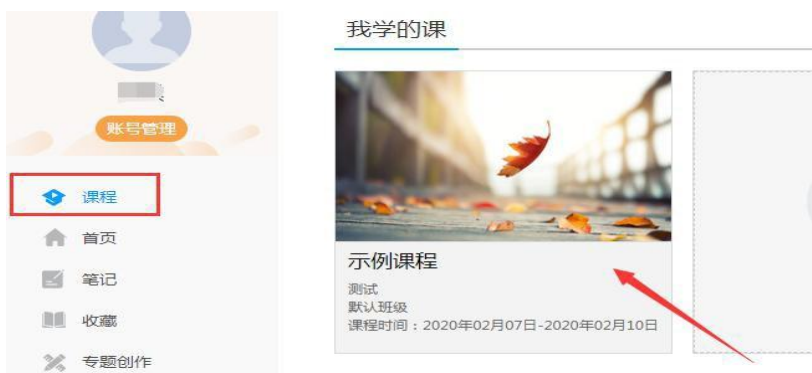 账号管理
课程
首页
笔记
收藏
专题创作
我学的课
示例课程
测试
默认班级
课程时间：2020年02月07日-2020年02月10日